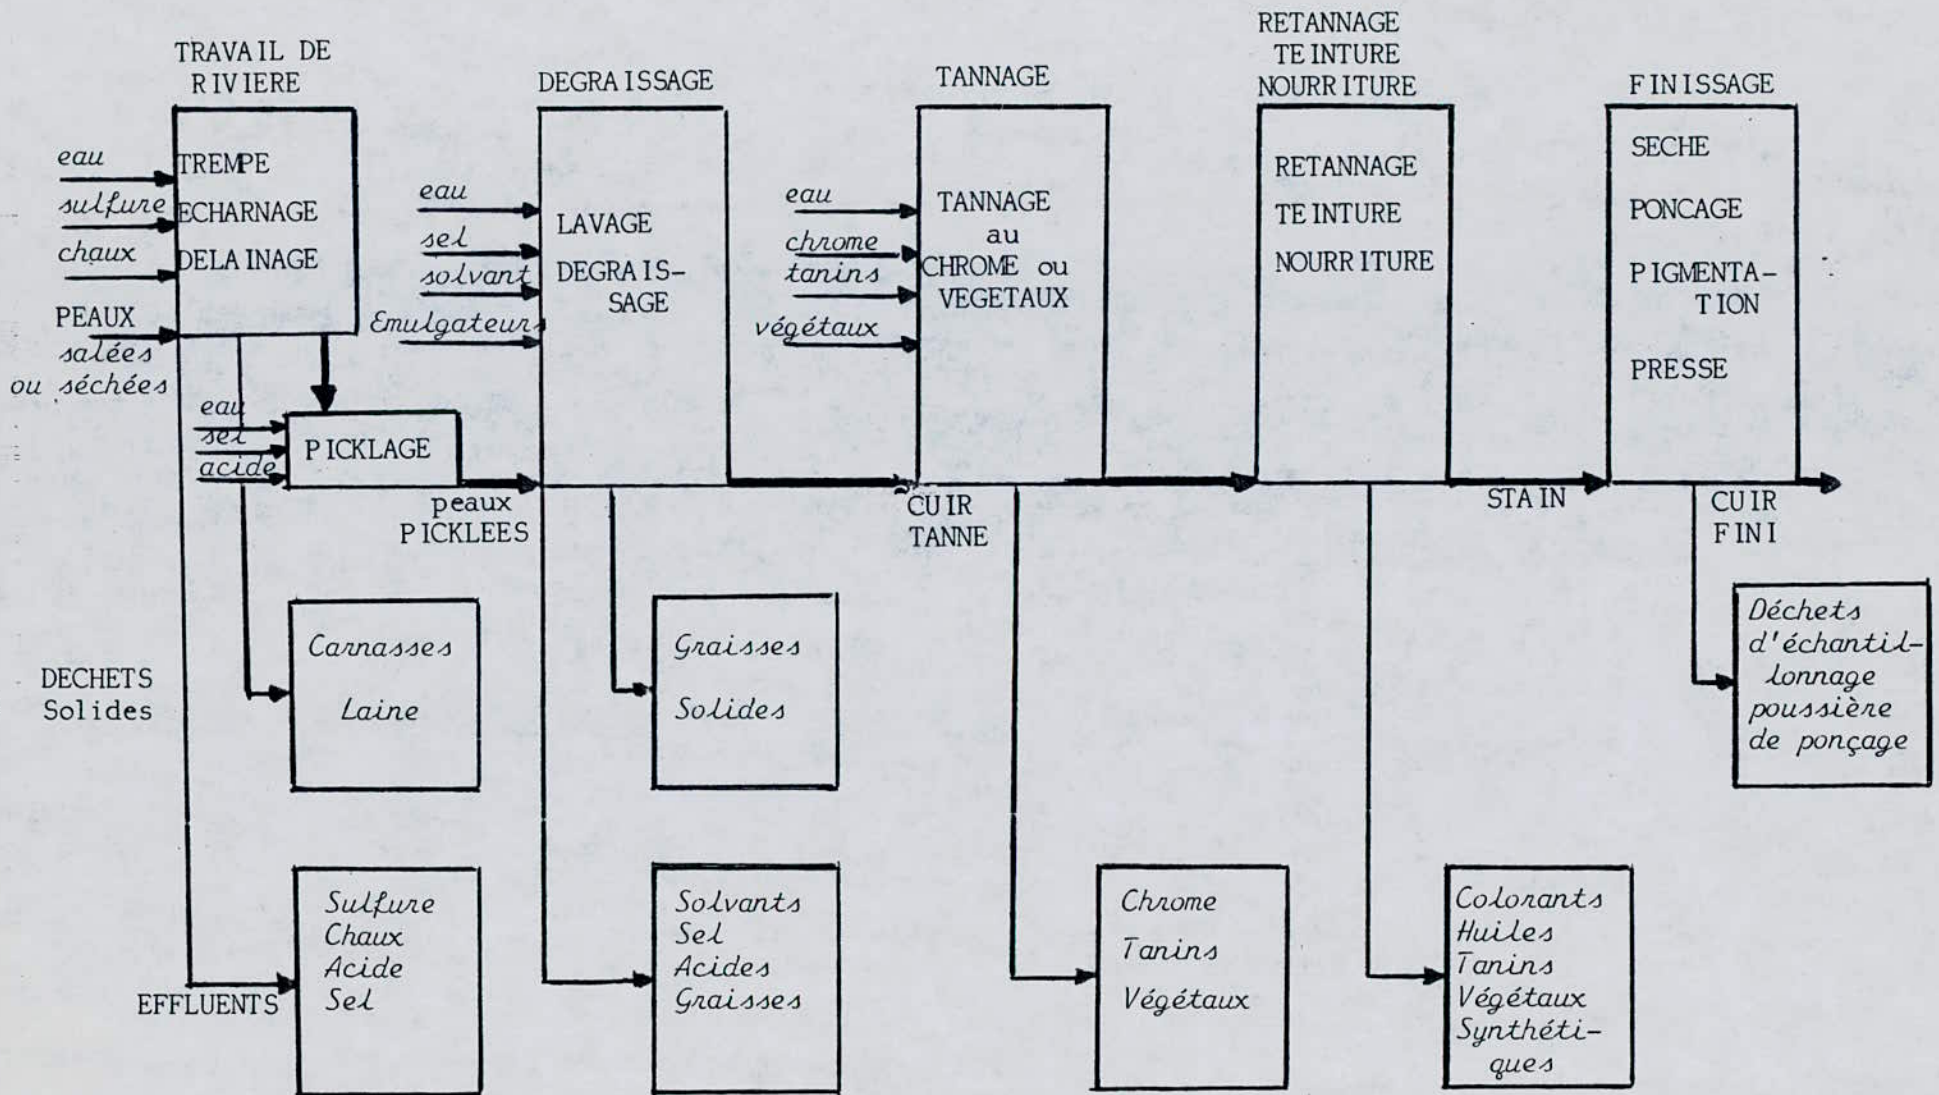 TRAVAIL DE
RIVIERE
eau
sulfure
chaux
PEAUX
salées
ou séchées
TREMPE
ECHARNAGE
DELAINAGE
eau
sel
acide
PICKLAGE
peaux
PICKLEES
DEGRAISSAGE
eau
sel
solvant
Emulgateurs
LAVAGE
DEGRAIS-
SAGE
TANNAGE
eau
chrome
tanins
végétaux
TANNAGE
au
CHROME ou
VEGETAUX
CUIR
TANNE
RETANNAGE
TEINTURE
NOURRITURE
RETANNAGE
TEINTURE
NOURRITURE
STAIN
FINISSAGE
SECHE
PONCAGE
PIGMENTA-
TION
PRESSE
CUIR
FINI
DECHETS
Solides
Carnasses
Laine
Graisses
Solides
Déchets
d'échantil-
lonnage
poussière
de ponçage
EFFLUENTS
Sulfure
Chaux
Acide
Sel
Solvants
Sel
Acides
Graisses
Chrome
Tanins
Végétaux
Colorants
Huiles
Tanins
Végétaux
Synthéti-
ques